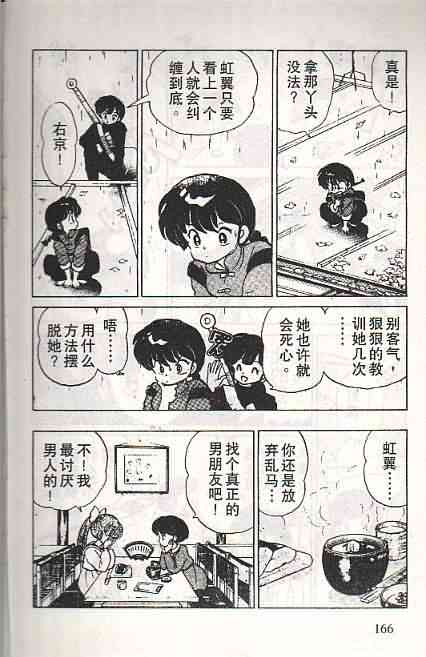 真是！
拿那丫头
没法？
虹翼只要
看上一个
人就会纠
缠到底。
右京！
别客气，
狠狠的教
训她几次
……
她也许就
会死心。
唔……
用什么
方法摆
脱她？
虹翼……
你还是放
弃乱马…
找个真正的
男朋友吧！
不！我
最讨厌
男人的！
166